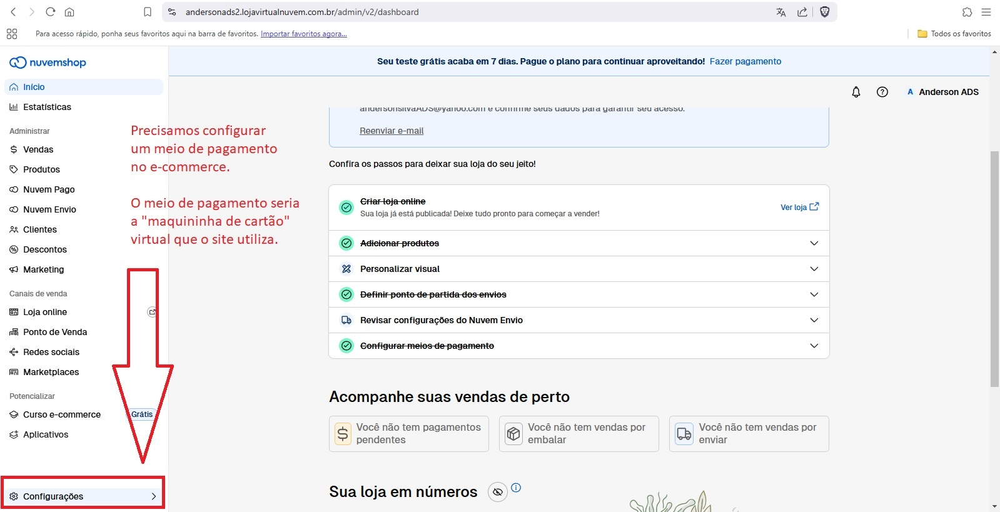 andersonads2.lojavirtualnuvem.com.br/admin/v2/dashboard
Para acesso rápido, ponha seus favoritos aqui na barra de favoritos. Importar favoritos agora...
Todos os favoritos
nuvemshop
Seu teste grátis acaba em 7 dias. Pague o plano para continuar aproveitando! Fazer pagamento
A Anderson ADS
Início
Estatísticas
Administrar
Vendas
Produtos
Nuvem Pago
Nuvem Envio
Clientes
Descontos
Marketing
Canais de venda
Loja online
Ponto de Venda
Redes sociais
Marketplaces
Potencializar
Curso e-commerce
Grátis
Aplicativos
Configurações
Precisamos configurar
um meio de pagamento
no e-commerce.
O meio de pagamento seria
a "maquininha de cartão"
virtual que o site utiliza.
andersonsilvaADS@yahoo.com e confirme seus dados para garantir seu acesso.
Reenviar e-mail
Confira os passos para deixar sua loja do seu jeito!
Criar loja online
Sua loja já está publicada! Deixe tudo pronto para começar a vender!
Ver loja
Adicionar produtos
Personalizar visual
Definir ponto de partida dos envios
Revisar configurações do Nuvem Envio
Configurar meios de pagamento
Acompanhe suas vendas de perto
Você não tem pagamentos
pendentes
Você não tem vendas por
embalar
Você não tem vendas por
enviar
Sua loja em números